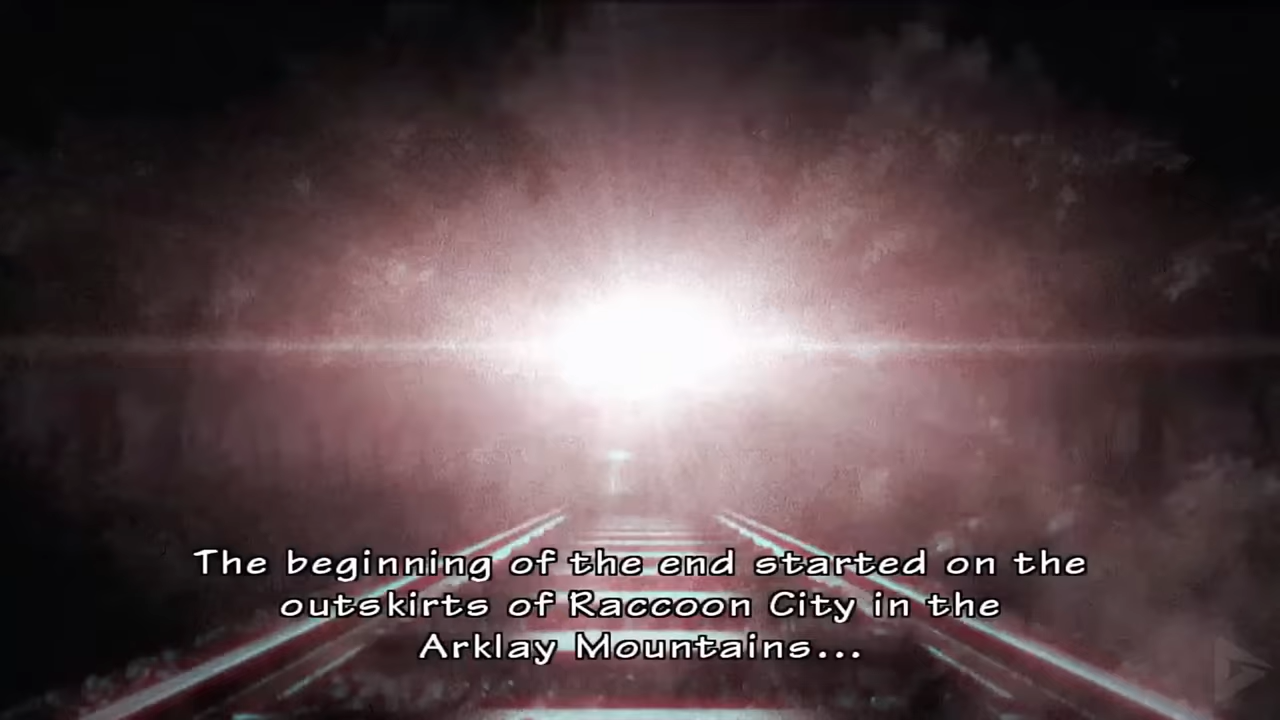 The beginning of the end started on the
outskirts of Raccoon City in the
Arklay Mountains...